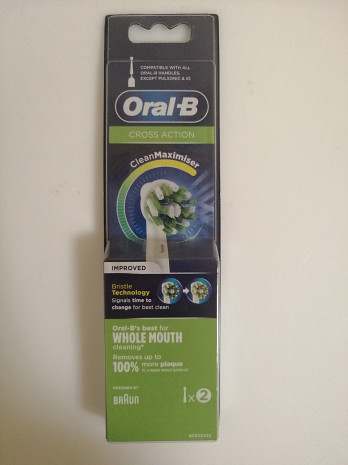 COMPATIBLE WITH ALL
ORAL-B HANDLES,
EXCEPT PULSONIC & iO
Oral-B
CROSS ACTION
CleanMaximiser
IMPROVED
Bristle
Technology
Signals time to
change for best clean
Oral-B's best for
WHOLE MOUTH
cleaning*
Removes up to
100% more plaque
DESIGNED BY
BRAUN
x2